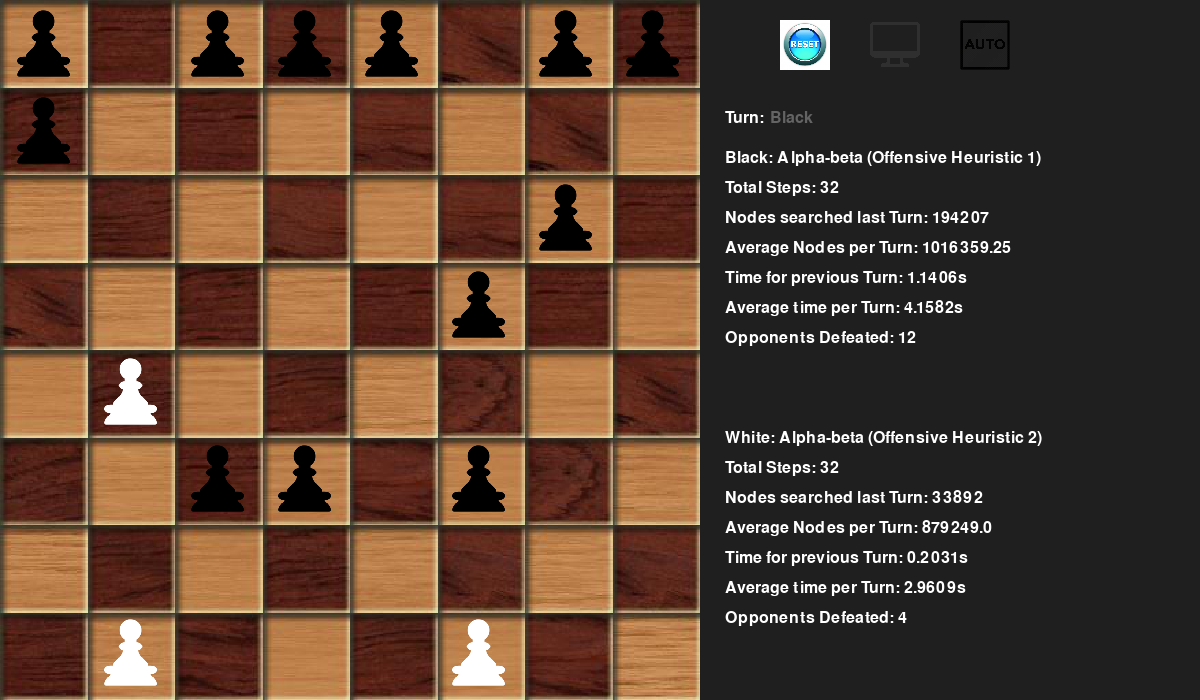 RESET
AUTO
Turn: Black
Black: Alpha-beta (Offensive Heuristic 1)
Total Steps: 32
Nodes searched last Turn: 194207
Average Nodes per Turn: 1016359.25
Time for previous Turn: 1.1406s
Average time per Turn: 4.1582s
Opponents Defeated: 12
White: Alpha-beta (Offensive Heuristic 2)
Total Steps: 32
Nodes searched last Turn: 33892
Average Nodes per Turn: 879249.0
Time for previous Turn: 0.2031s
Average time per Turn: 2.9609s
Opponents Defeated: 4